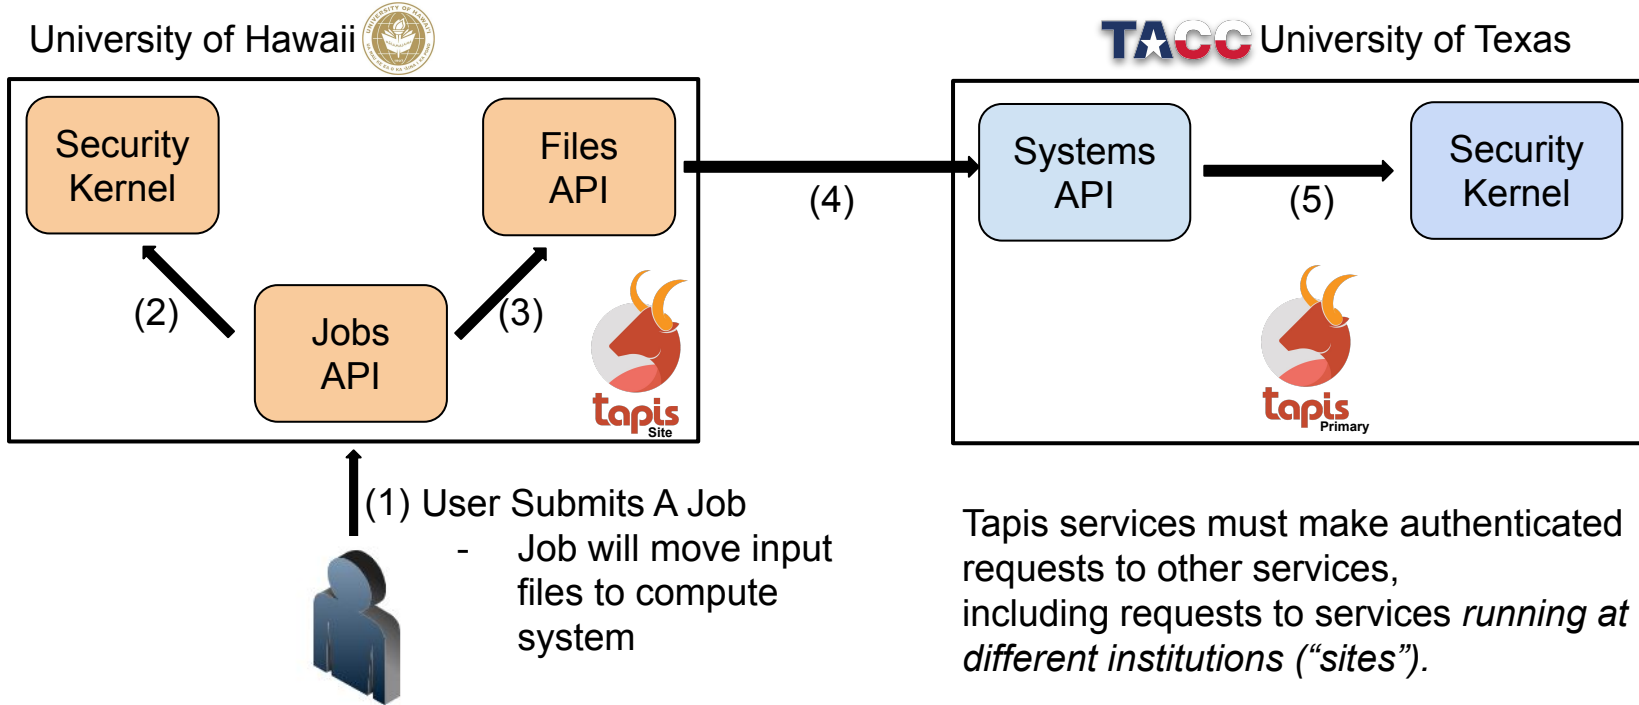 University of Hawaii
TACC University of Texas
Security
Kernel
Files
API
Systems
API
Security
Kernel
(4)
(5)
(2)
(3)
Jobs
API
tapis
Site
tapis
Primary
(1) User Submits A Job
- Job will move input
files to compute
system
Tapis services must make authenticated
requests to other services,
including requests to services running at
different institutions (“sites”).